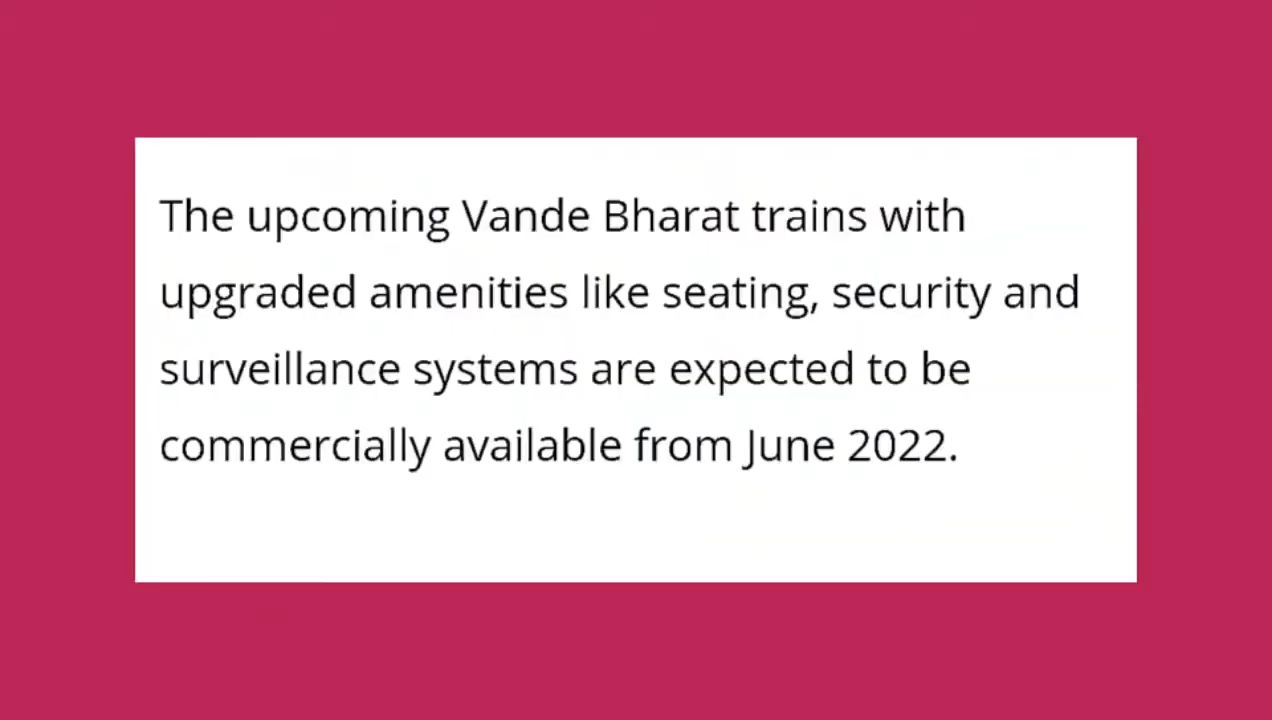 The upcoming Vande Bharat trains with
upgraded amenities like seating, security and
surveillance systems are expected to be
commercially available from June 2022.